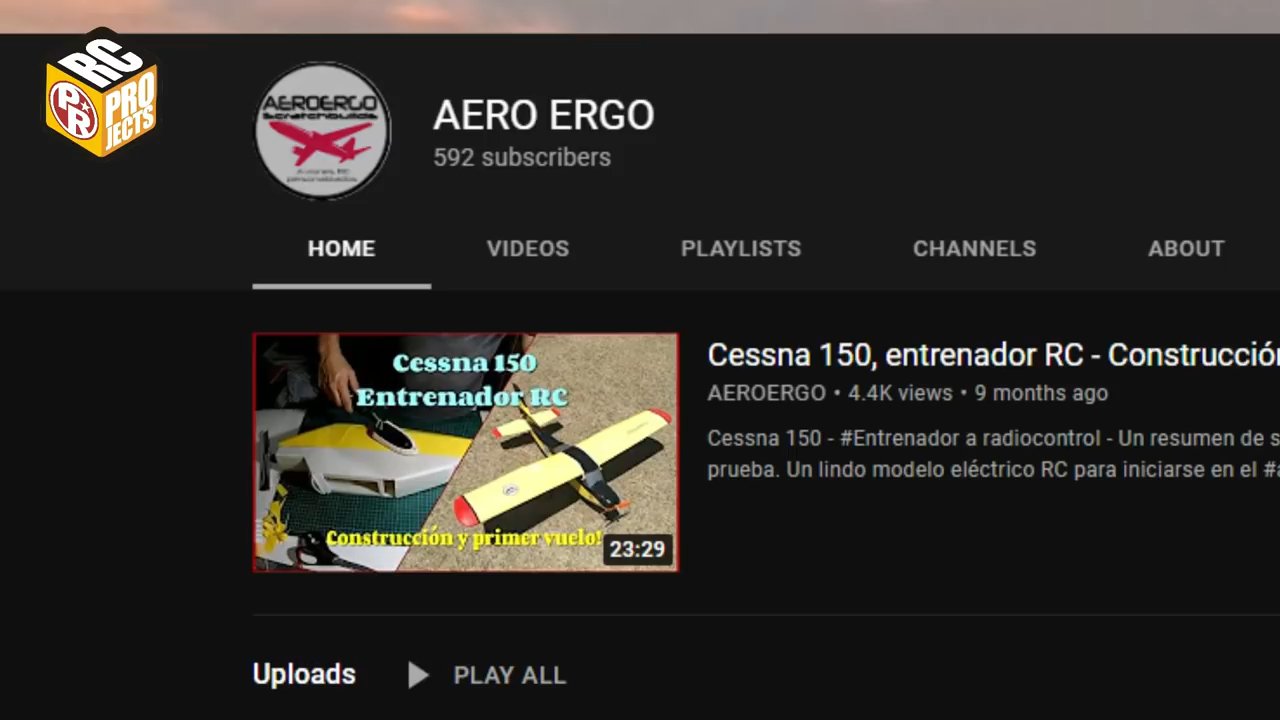 RC
PR
PROJECTS
AEROERGO
Scratchbuilds
AERO ERGO
592 subscribers
HOME VIDEOS PLAYLISTS CHANNELS ABOUT
Cessna 150
Entrenador RC
Construcción y primer vuelo!
23:29
Cessna 150, entrenador RC - Construcción
AEROERGO • 4.4K views • 9 months ago
Cessna 150 - #Entrenador a radiocontrol - Un resumen de s
prueba. Un lindo modelo eléctrico RC para iniciarse en el #a
Uploads PLAY ALL